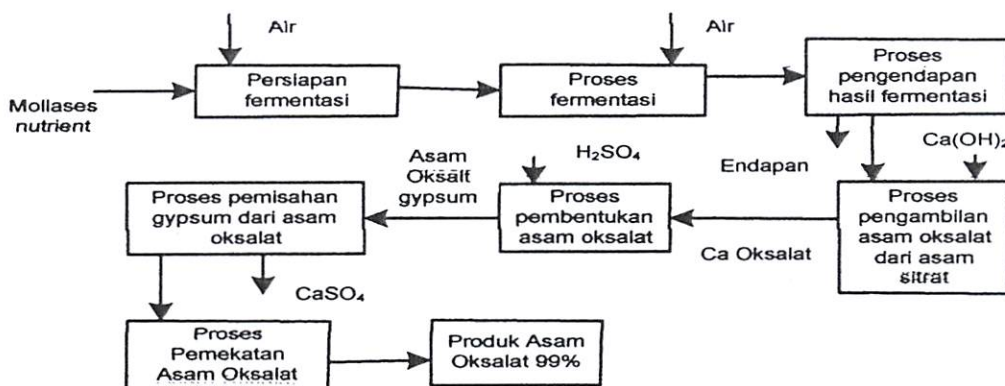 Air
Air
Mollases
nutrient
Persiapan
fermentasi
Proses
fermentasi
Proses
pengendapan
hasil fermentasi
Endapan
Ca(OH)₂
Proses
pengambilan
asam oksalat
dari asam
sitrat
Ca Oksalat
H₂SO₄
Proses
pembentukan
asam oksalat
Asam
Oksalt
gypsum
Proses pemisahan
gypsum dari asam
oksalat
CaSO₄
Proses
Pemekatan
Asam Oksalat
Produk Asam
Oksalat 99%